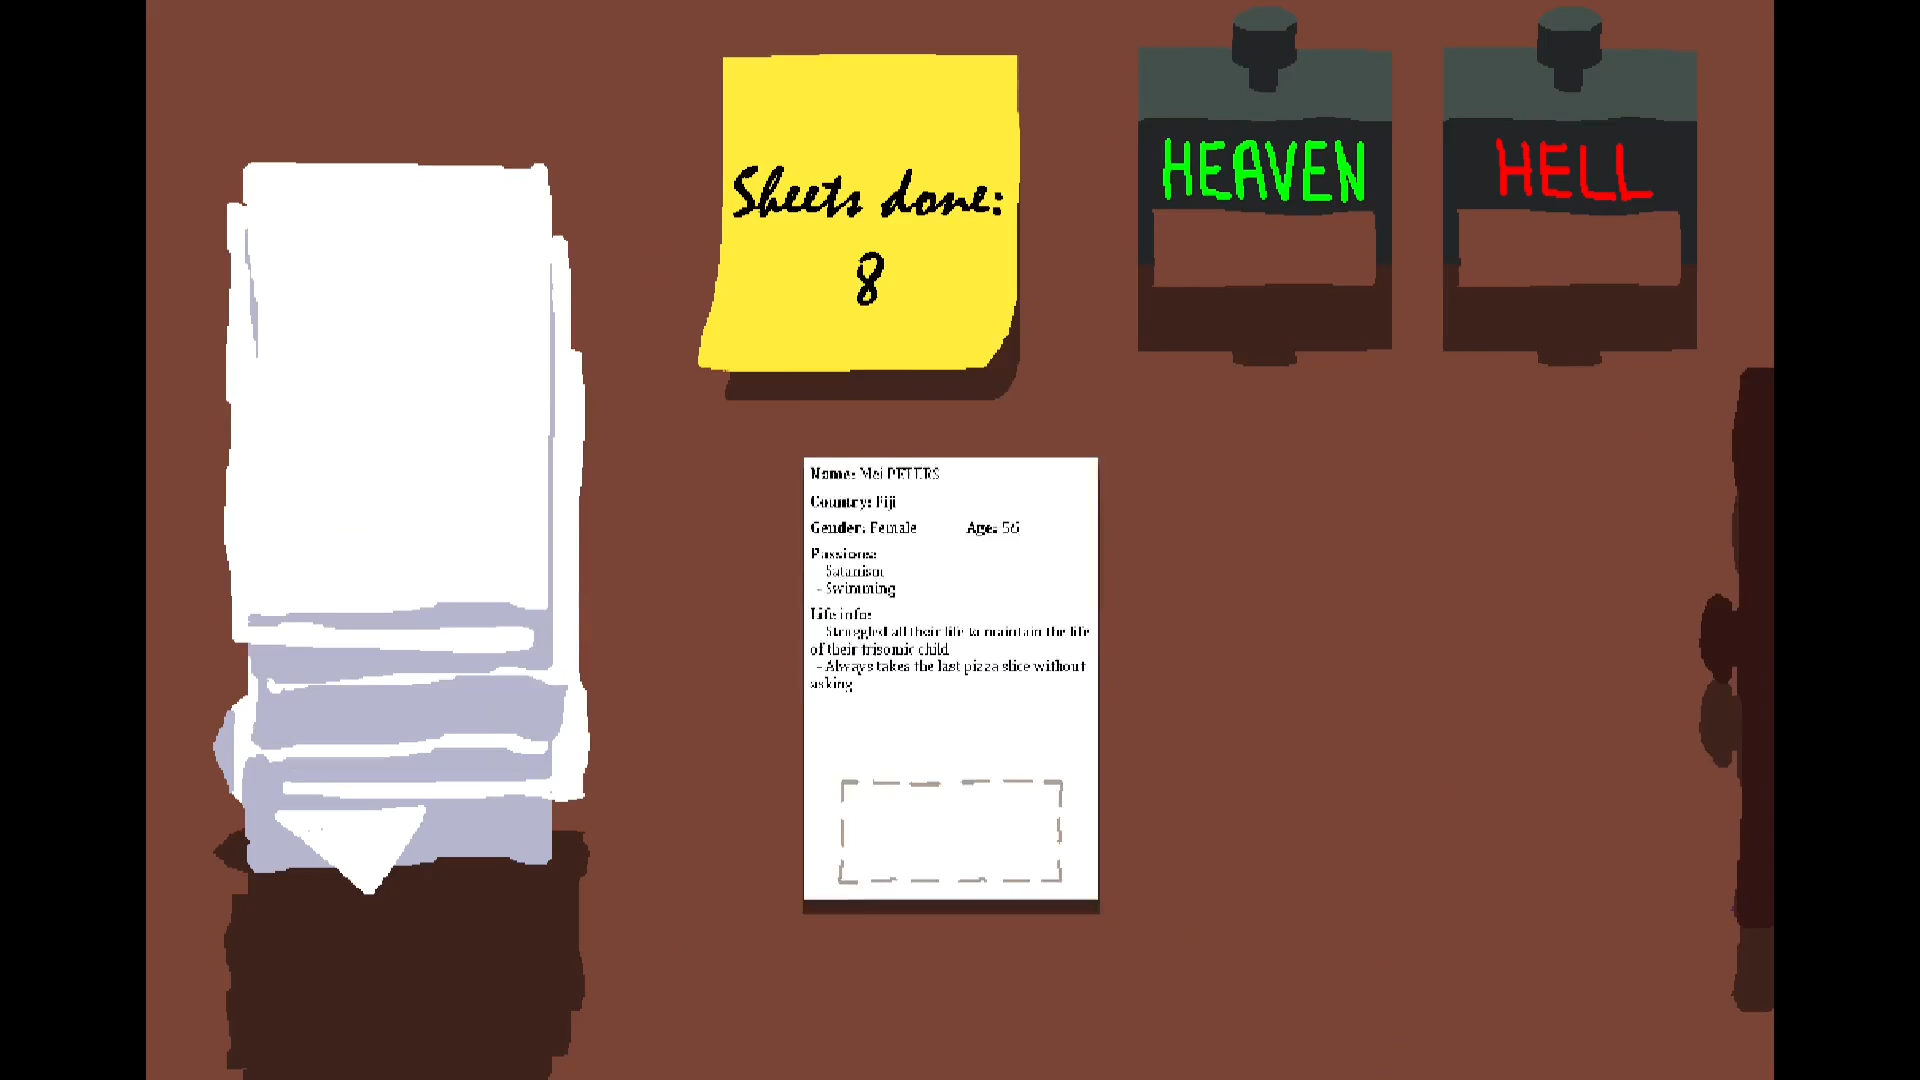 Sheets done:
8
HEAVEN
HELL
Name: Mei PETERS
Country: Fiji
Gender: Female Age: 56
Passions:
- Satanism
- Swimming
Life info:
- Struggled all their life to maintain the life
of their trisomic child
- Always takes the last pizza slice without
asking